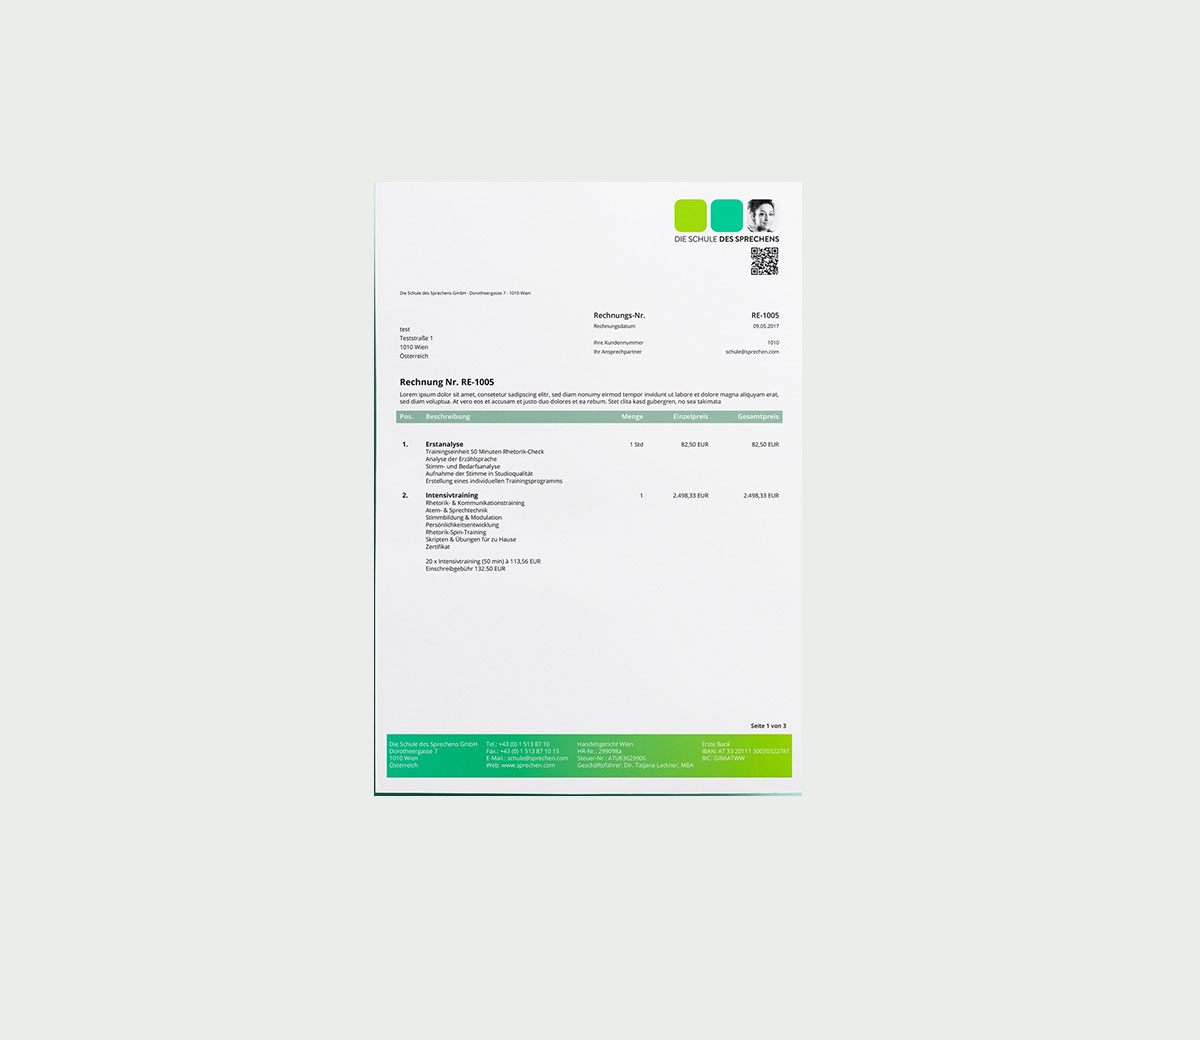 DIE SCHULE DES SPRECHENS
Die Schule des Sprechens GmbH - Dorotheergasse 7 - 1010 Wien
Rechnungs-Nr. RE-1005
Rechnungsdatum 09.05.2017
test
Teststraße 1
1010 Wien
Österreich
Ihre Kundennummer 1010
Ihr Ansprechpartner schule@sprechen.com
Rechnung Nr. RE-1005
Lorem ipsum dolor sit amet, consetetur sadipscing elitr, sed diam nonumy eirmod tempor invidunt ut labore et dolore magna aliquyam erat,
sed diam voluptua. At vero eos et accusam et justo duo dolores et ea rebum. Stet clita kasd gubergren, no sea takimata
Pos. Beschreibung Menge Einzelpreis Gesamtpreis
1. Erstanalyse 1 Std 82,50 EUR 82,50 EUR
Trainingseinheit 50 Minuten Rhetorik-Check
Analyse der Erzählsprache
Stimm- und Bedarfsanalyse
Aufnahme der Stimme in Studioqualität
Erstellung eines individuellen Trainingsprogramms
2. Intensivtraining 1 2.498,33 EUR 2.498,33 EUR
Rhetorik- & Kommunikationstraining
Atem- & Sprechtechnik
Stimmbildung & Modulation
Persönlichkeitsentwicklung
Rhetorik-Spin-Training
Skripten & Übungen für zu Hause
Zertifikat
20 x Intensivtraining (50 min) à 113,56 EUR
Einschreibgebühr 132.50 EUR
Seite 1 von 3
Die Schule des Sprechens GmbH
Dorotheergasse 7
1010 Wien
Österreich
Tel.: +43 (0) 1 513 87 10
Fax.: +43 (0) 1 513 87 10 15
E-Mail.: schule@sprechen.com
Web: www.sprechen.com
Handelsgericht Wien
HR-Nr.: 299098a
Steuer-Nr.: ATU63629906
Geschäftsführer: Dir. Tatjana Lackner, MBA
Erste Bank
IBAN: AT 33 20111 30030322787
BIC: GIBAATWW